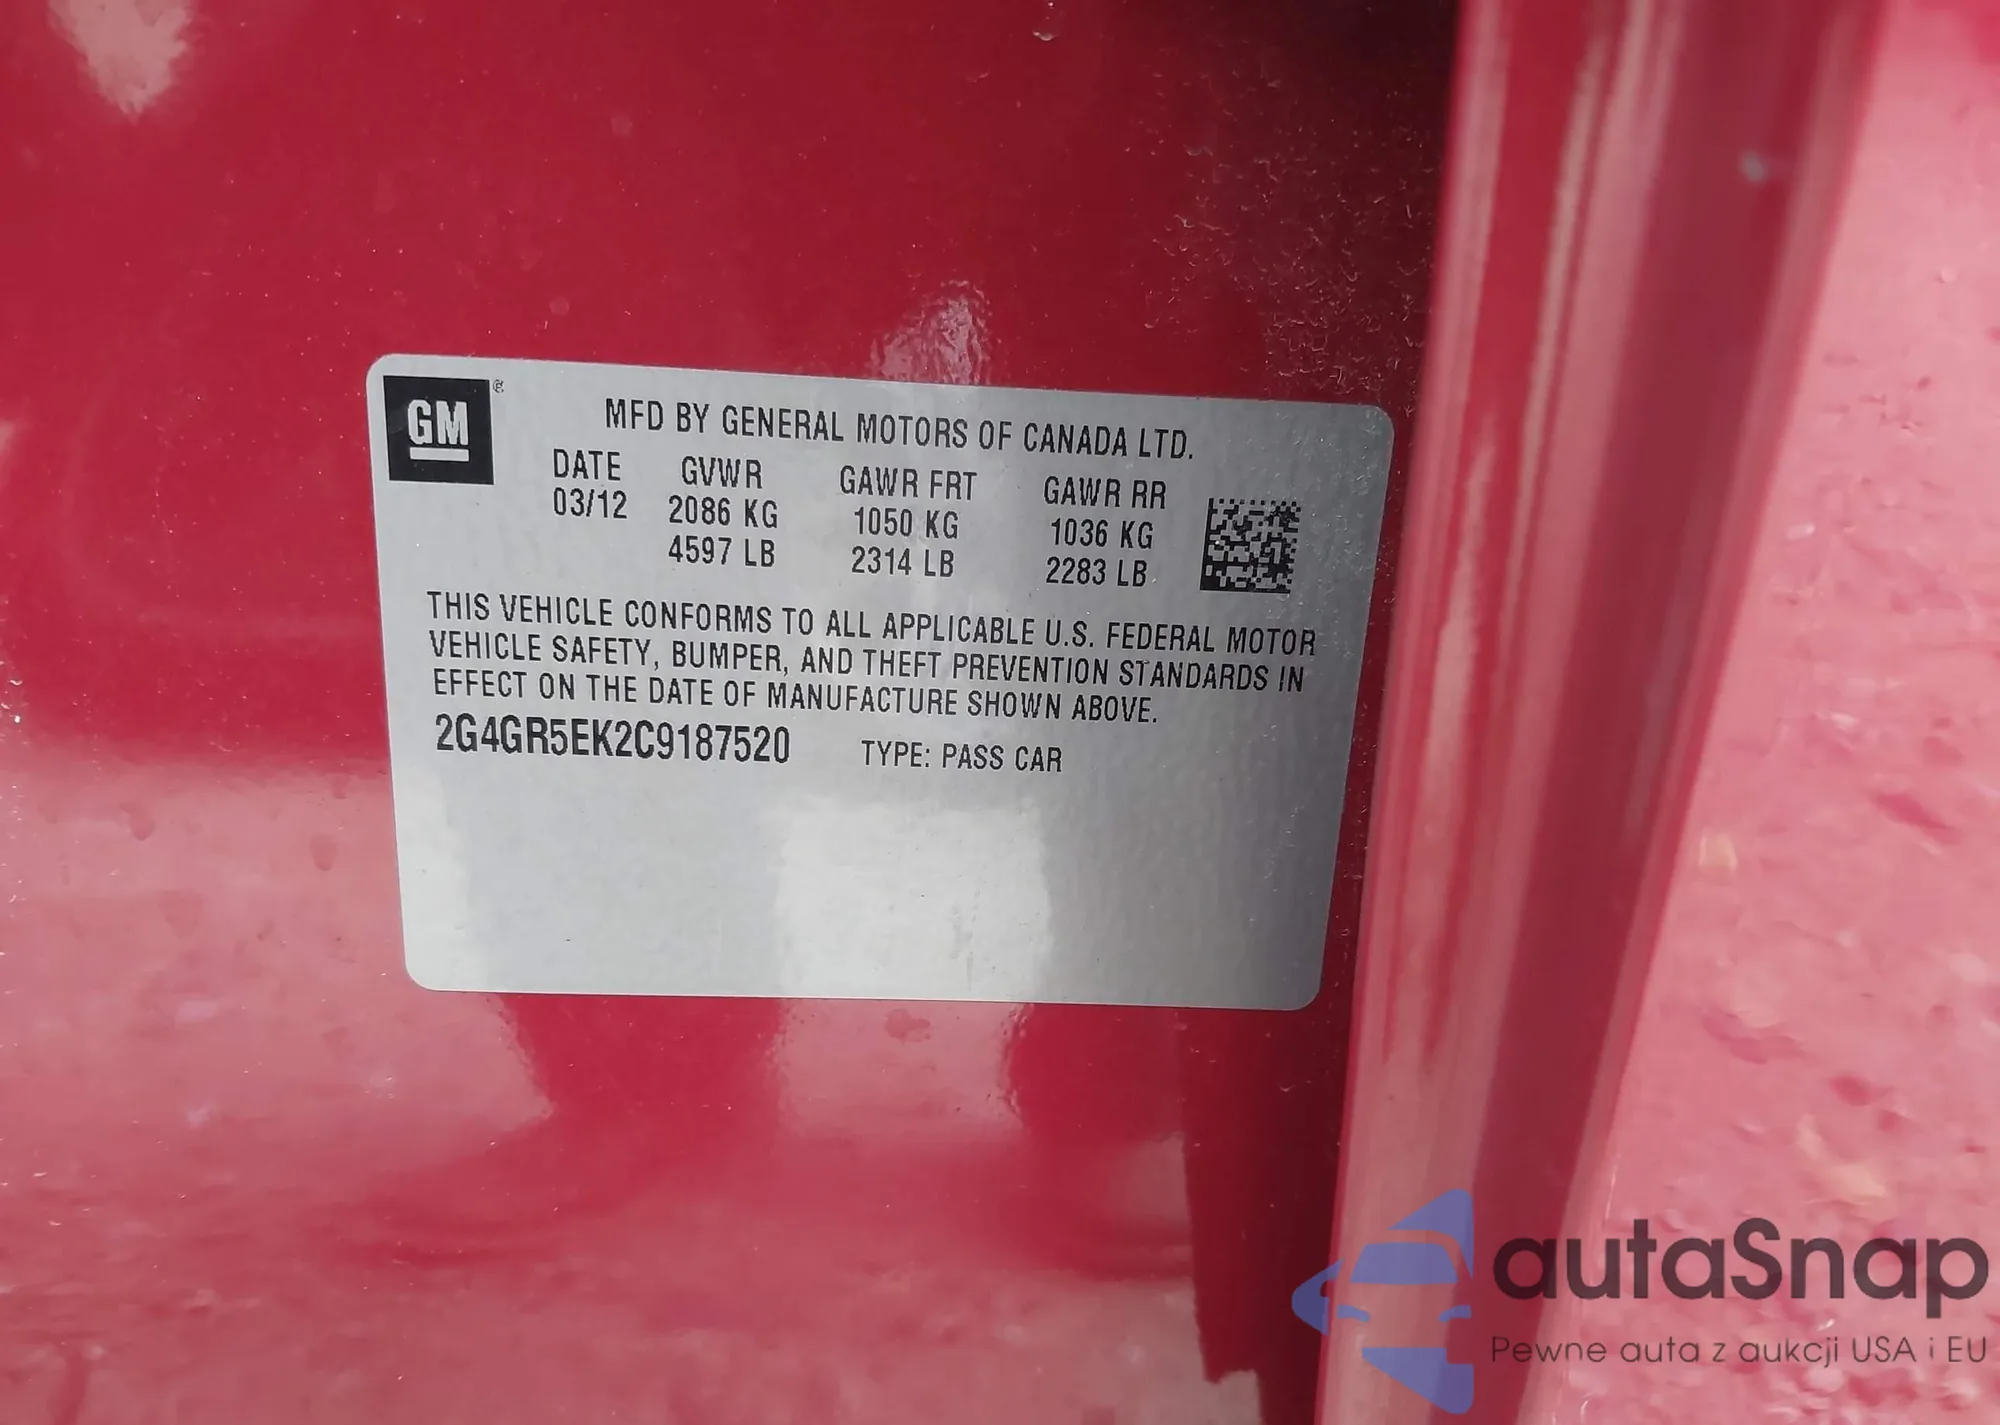 GM ®
MFD BY GENERAL MOTORS OF CANADA LTD.
DATE GVWR GAWR FRT GAWR RR
03/12 2086 KG 1050 KG 1036 KG
4597 LB 2314 LB 2283 LB
THIS VEHICLE CONFORMS TO ALL APPLICABLE U.S. FEDERAL MOTOR
VEHICLE SAFETY, BUMPER, AND THEFT PREVENTION STANDARDS IN
EFFECT ON THE DATE OF MANUFACTURE SHOWN ABOVE.
2G4GR5EK2C9187520 TYPE: PASS CAR
autaSnap
Pewne auta z aukcji USA i EU